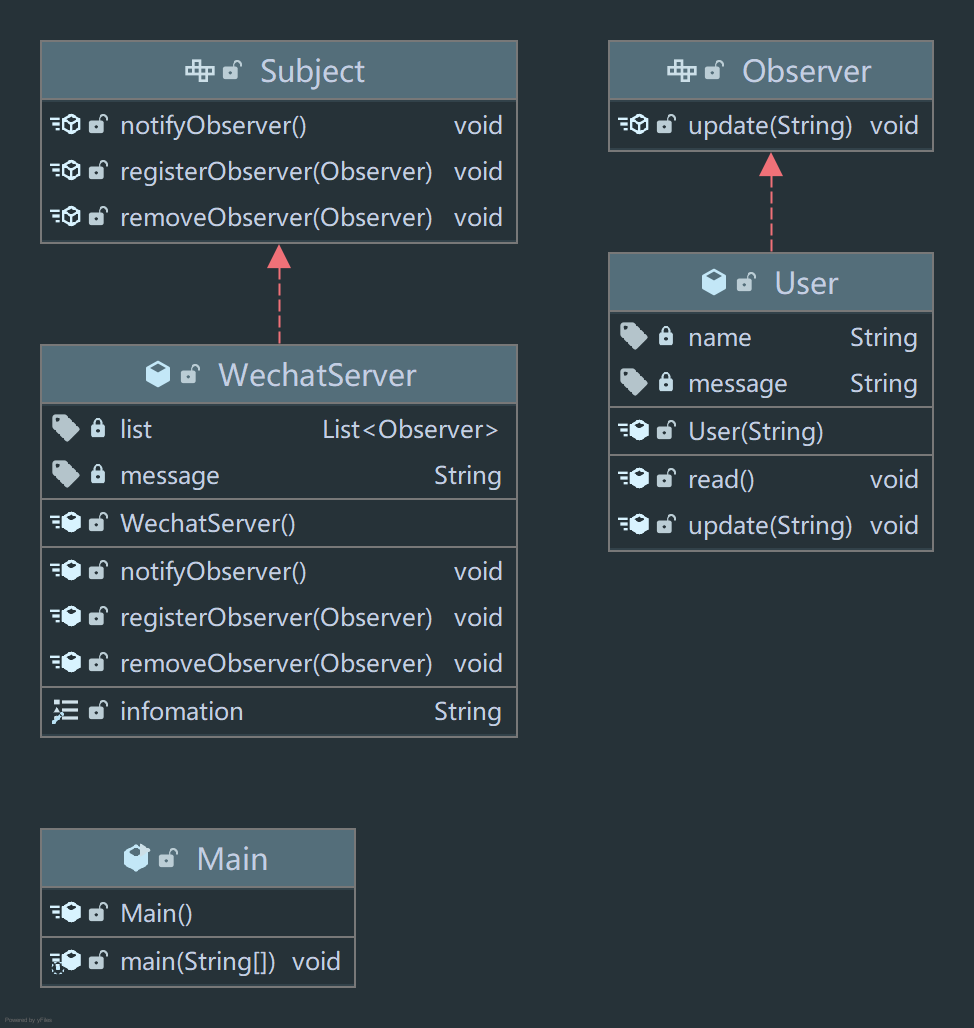 Subject
notifyObserver() void
registerObserver(Observer) void
removeObserver(Observer) void
Observer
update(String) void
User
name String
message String
User(String)
read() void
update(String) void
WechatServer
list List<Observer>
message String
WechatServer()
notifyObserver() void
registerObserver(Observer) void
removeObserver(Observer) void
infomation String
Main
Main()
main(String[]) void
Powered by yFiles